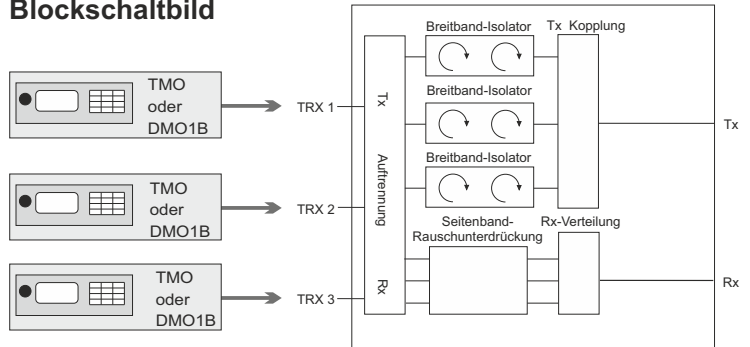 Blockschaltbild
TMO
oder
DMO1B
TMO
oder
DMO1B
TMO
oder
DMO1B
TRX 1
TRX 2
TRX 3
Tx
Auftrennung
Rx
Breitband-Isolator
Breitband-Isolator
Breitband-Isolator
Seitenband-
Rauschunterdrückung
Tx Kopplung
Rx-Verteilung
Tx
Rx